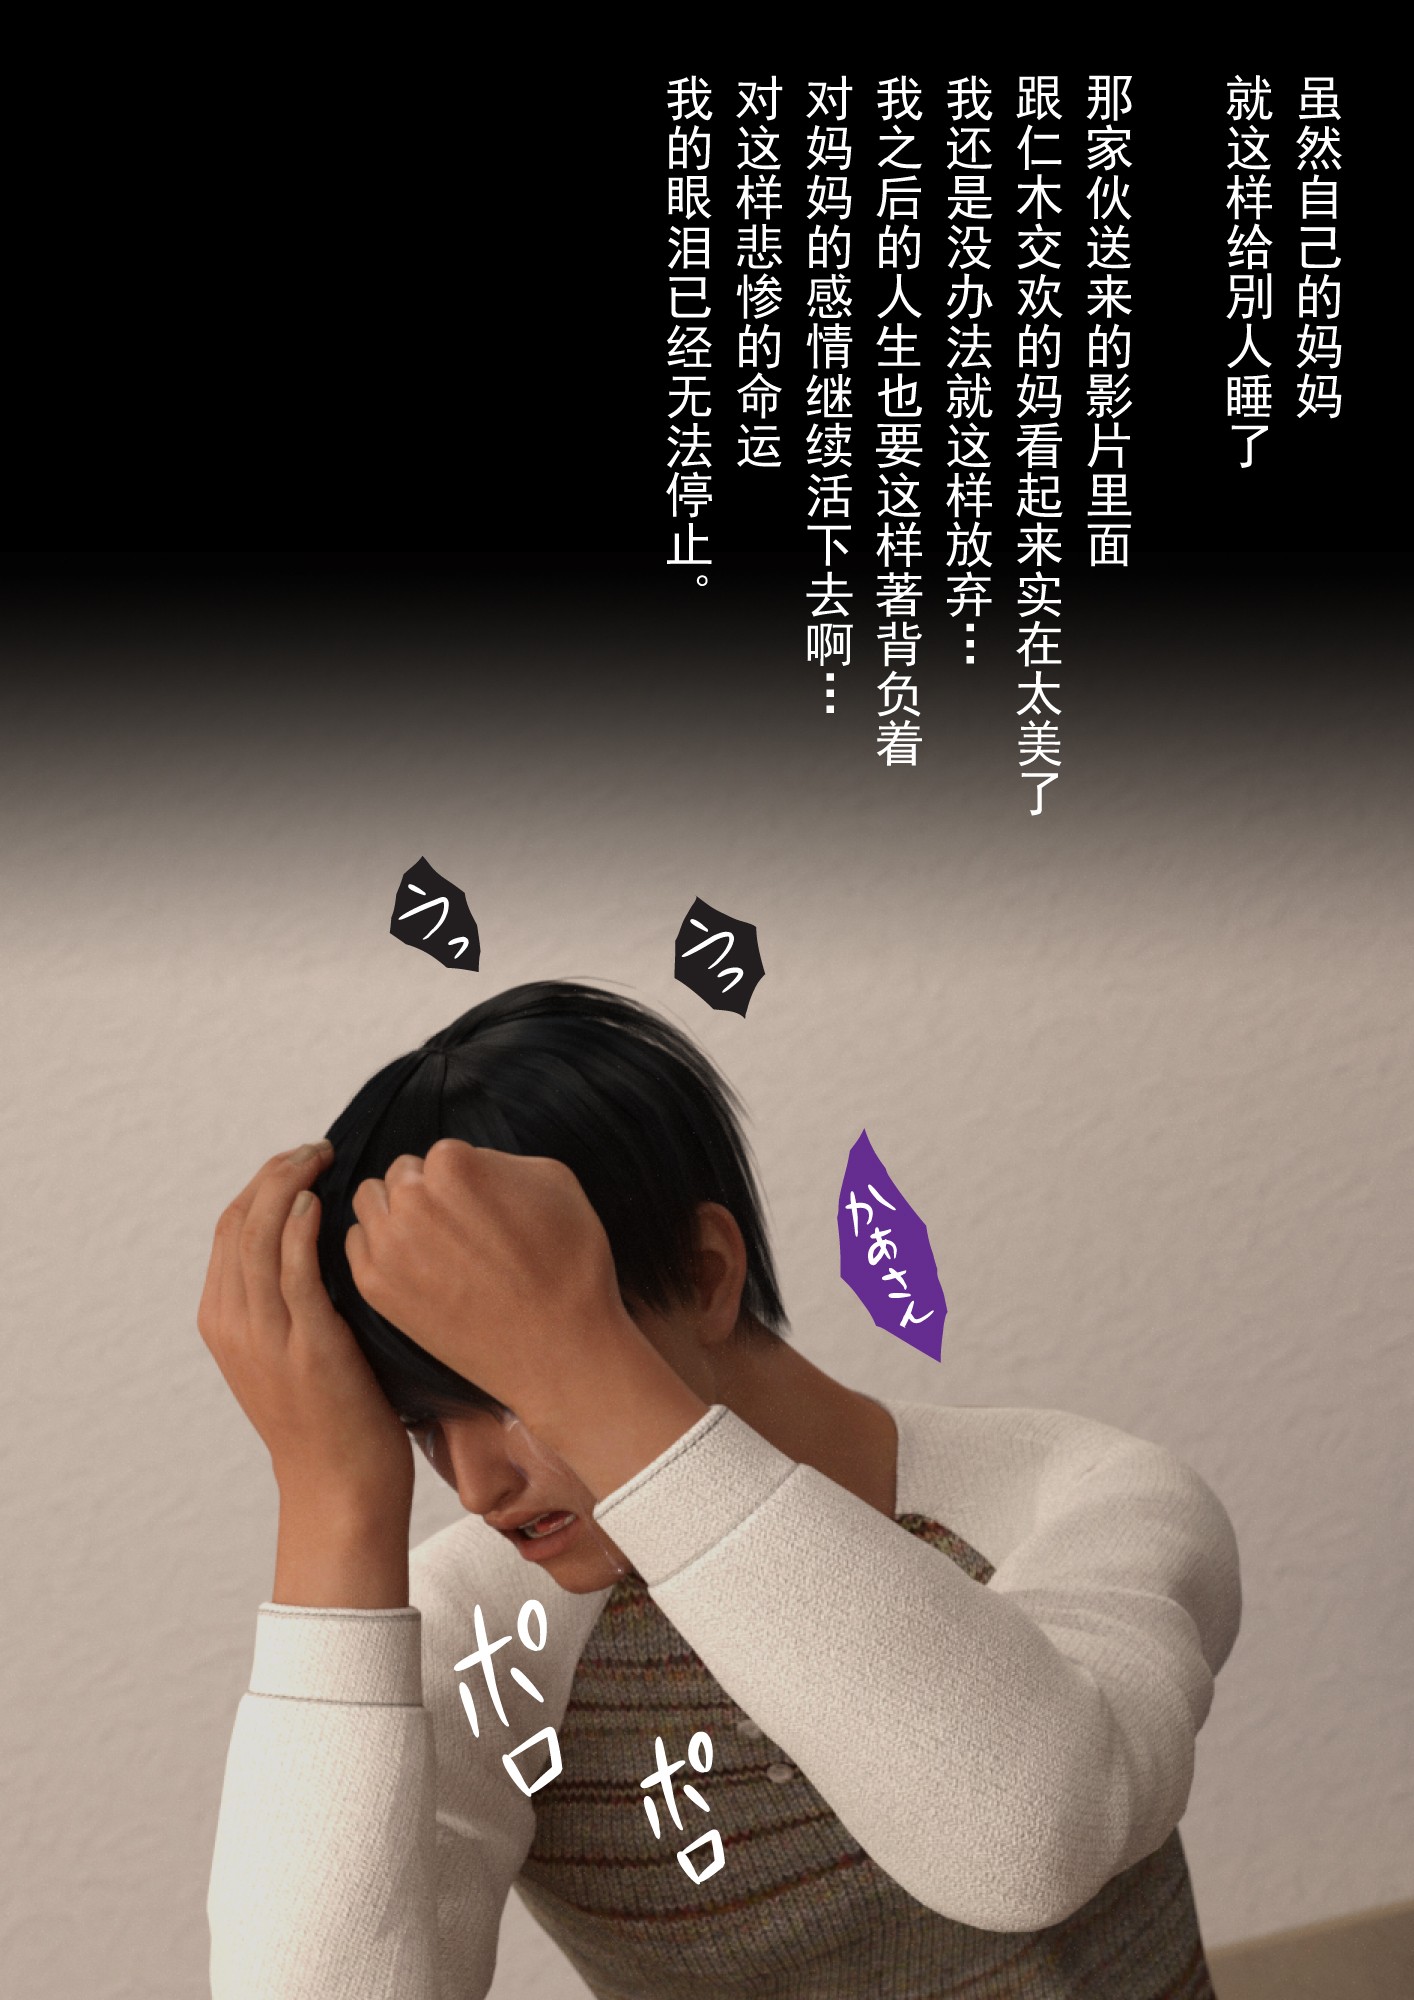 虽然自己的妈妈
就这样给別人睡了
那家伙送来的影片里面
跟仁木交欢的妈看起来实在太美了
我还是没办法就这样放弃…
我之后的人生也要这样著背负着
对妈妈的感情继续活下去啊…
对这样悲惨的命运
我的眼泪已经无法停止。
うっ
うっ
かあさん
ポロ
ポロ